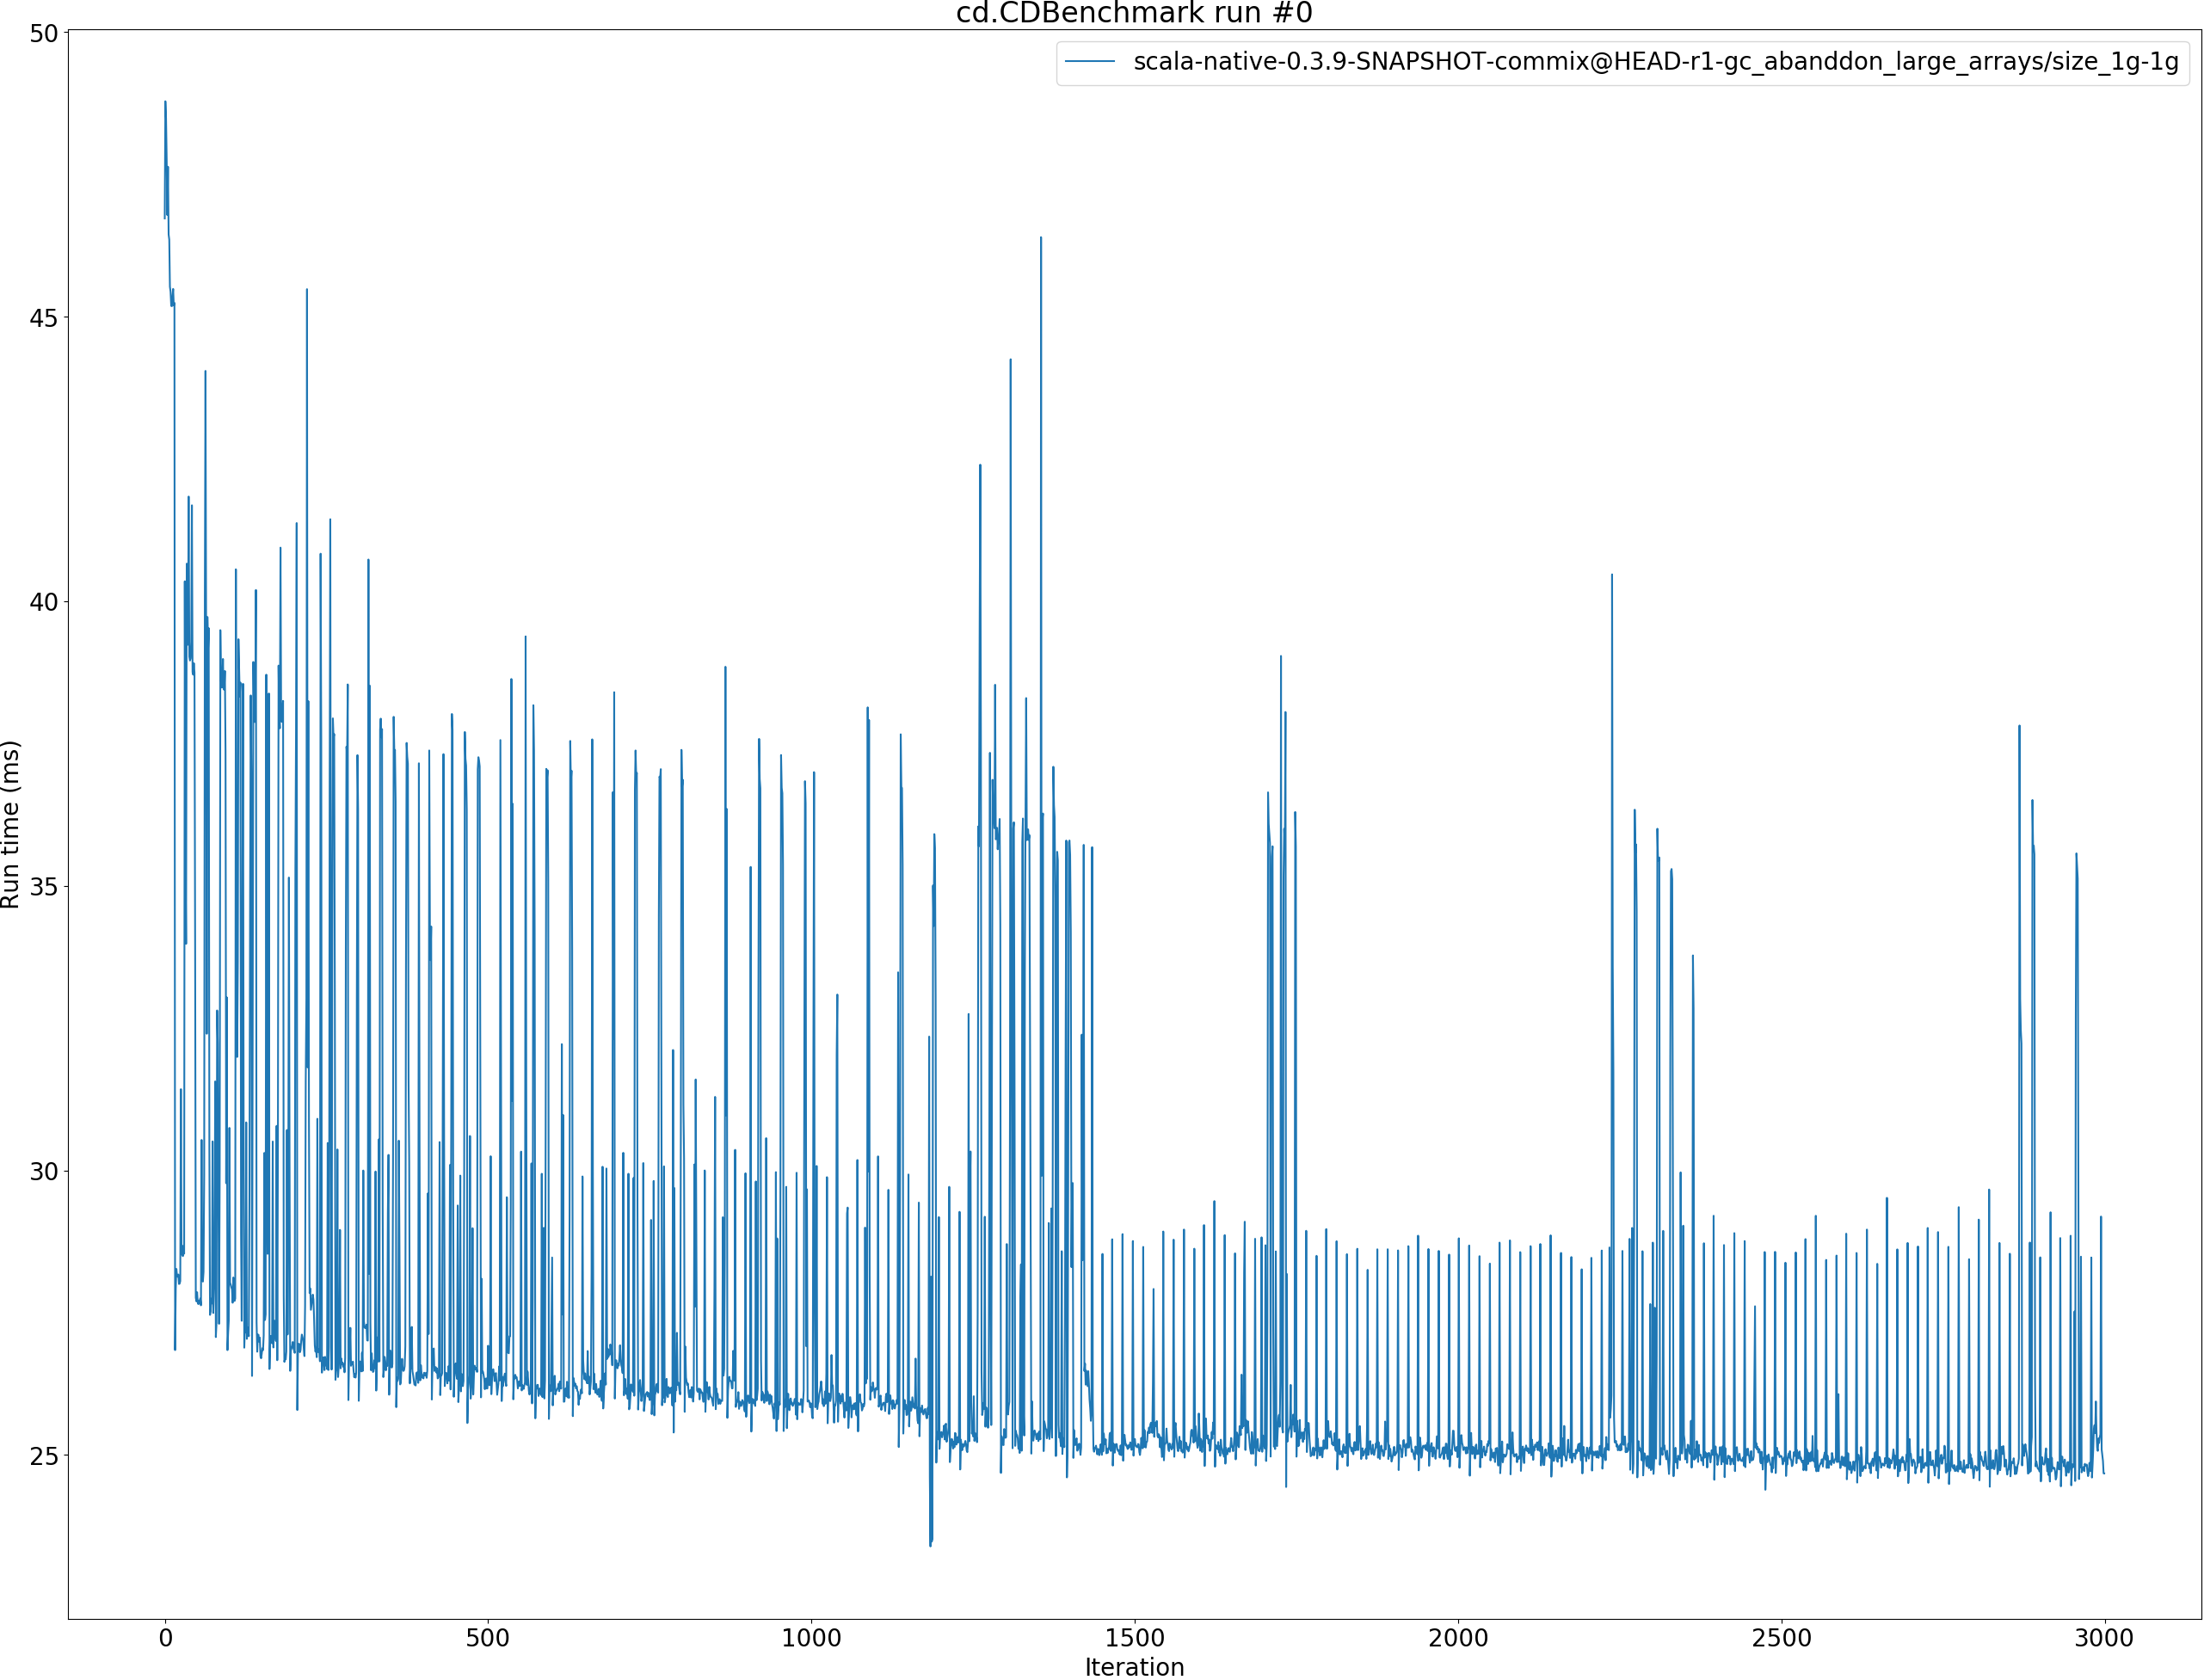 cd.CDBenchmark run #0
scala-native-0.3.9-SNAPSHOT-commix@HEAD-r1-gc_abanddon_large_arrays/size_1g-1g
50
45
40
35
30
25
Run time (ms)
0 500 1000 1500 2000 2500 3000
Iteration